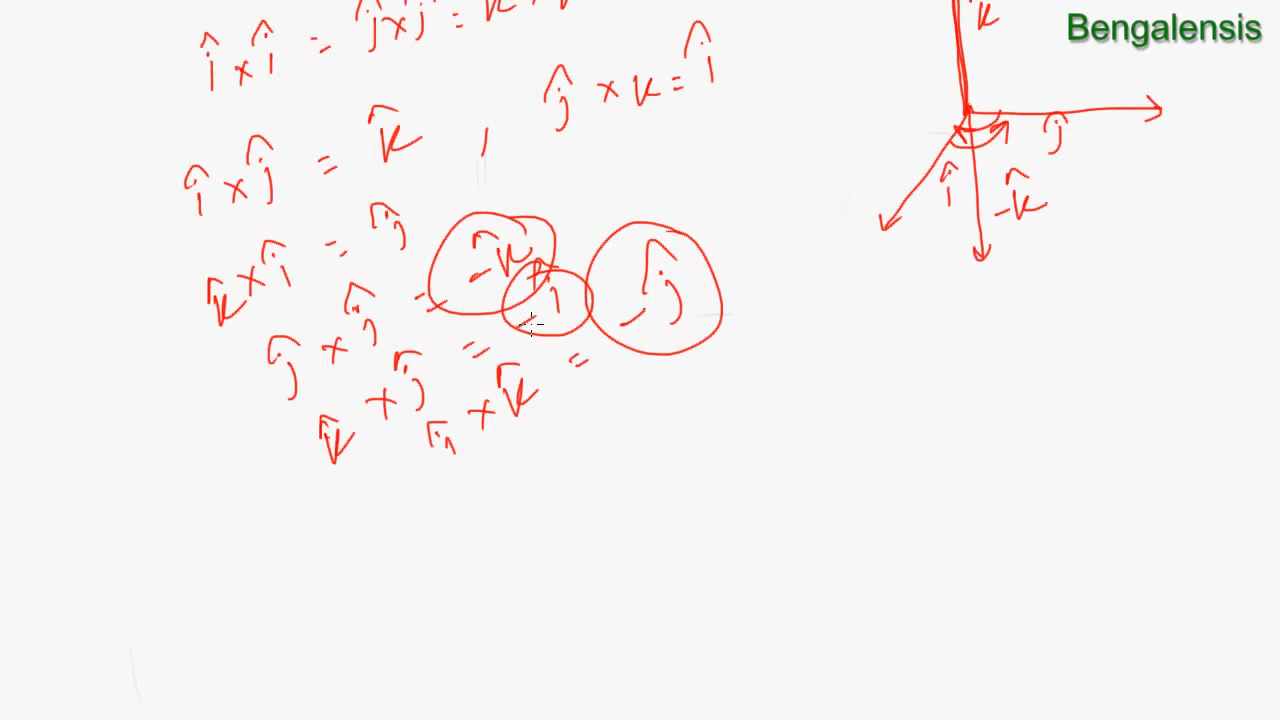 Bengalensis
î × î = ĵ × ĵ =
k
ĵ × k = î
î × ĵ = k̂ ,
ĵ
î
-k̂
k̂ × î = ĵ
ĵ × î = -k̂
k̂ × ĵ = -î
î × k̂ = -ĵ